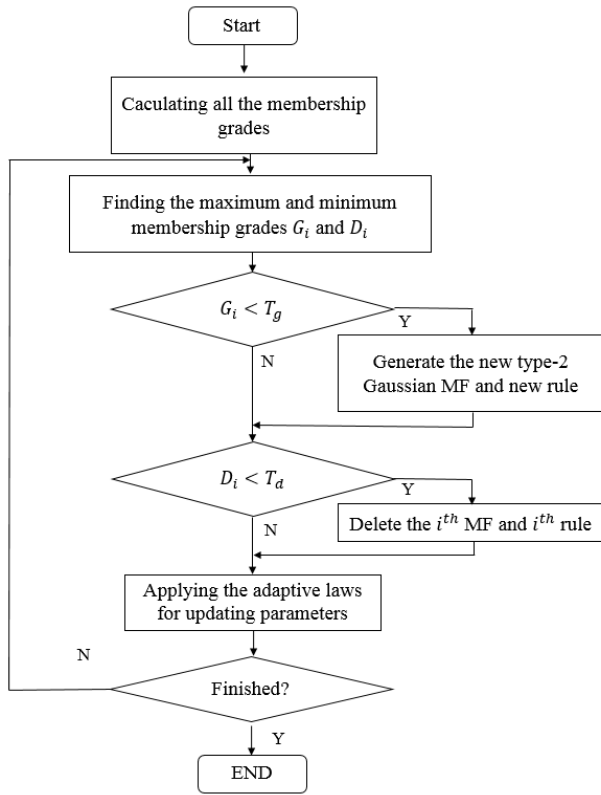 Start
Caculating all the membership
grades
Finding the maximum and minimum
membership grades G_i and D_i
G_i < T_g
Y
N
Generate the new type-2
Gaussian MF and new rule
D_i < T_d
Y
N
Delete the i^th MF and i^th rule
Applying the adaptive laws
for updating parameters
N
Finished?
Y
END